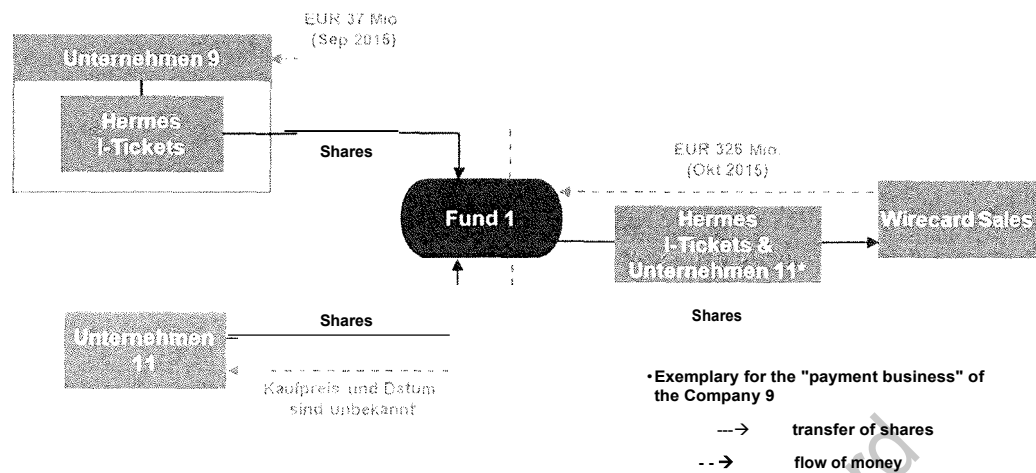 EUR 37 Mio
(Sep 2015)
Unternehmen 9
Hermes
I-Tickets
Shares
EUR 326 Mio.
(Okt 2015)
Fund 1
Hermes
I-Tickets &
Unternehmen 11*
Wirecard Sales
Shares
Shares
Unternehmen
11
Kaufpreis und Datum
sind unbekannt
•Exemplary for the "payment business" of
the Company 9
---→ transfer of shares
- - → flow of money